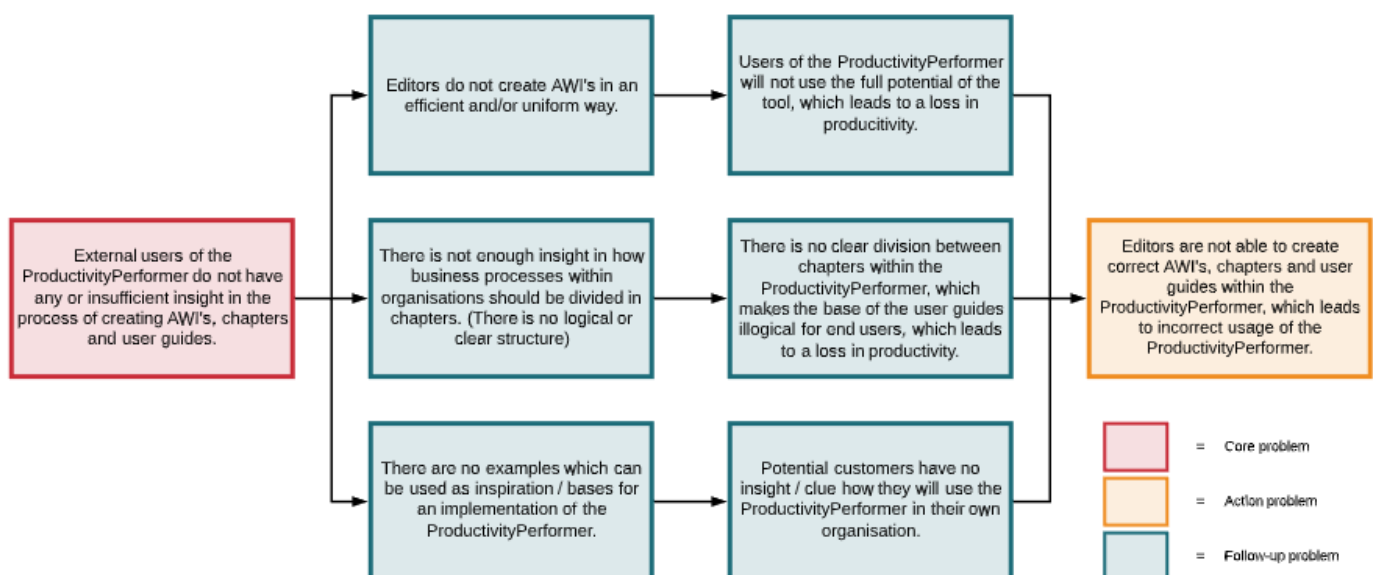 Editors do not create AWI's in an
efficient and/or uniform way.
Users of the ProductivityPerformer
will not use the full potential of the
tool, which leads to a loss in
producitivity.
External users of the
ProductivityPerformer do not have
any or insufficient insight in the
process of creating AWI's, chapters
and user guides.
There is not enough insight in how
business processes within
organisations should be divided in
chapters. (There is no logical or
clear structure)
There is no clear division between
chapters within the
ProductivityPerformer, which
makes the base of the user guides
illogical for end users, which leads
to a loss in productivity.
Editors are not able to create
correct AWI's, chapters and user
guides within the
ProductivityPerformer, which leads
to incorrect usage of the
ProductivityPerformer.
There are no examples which can
be used as inspiration / bases for
an implementation of the
ProductivityPerformer.
Potential customers have no
insight / clue how they will use the
ProductivityPerformer in their own
organisation.
= Core problem
= Action problem
= Follow-up problem